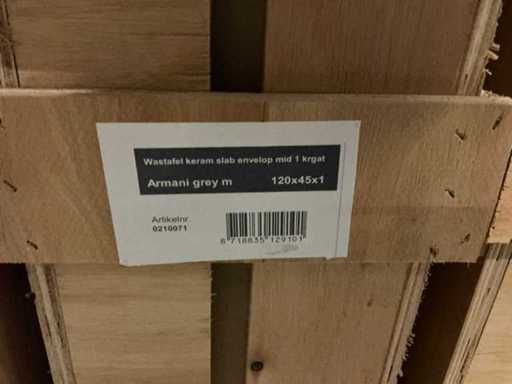 Wastafel keram slab envelop mid 1 krgat
Armani grey m 120x45x1
Artikelnr.
0210071
8 718835 129101